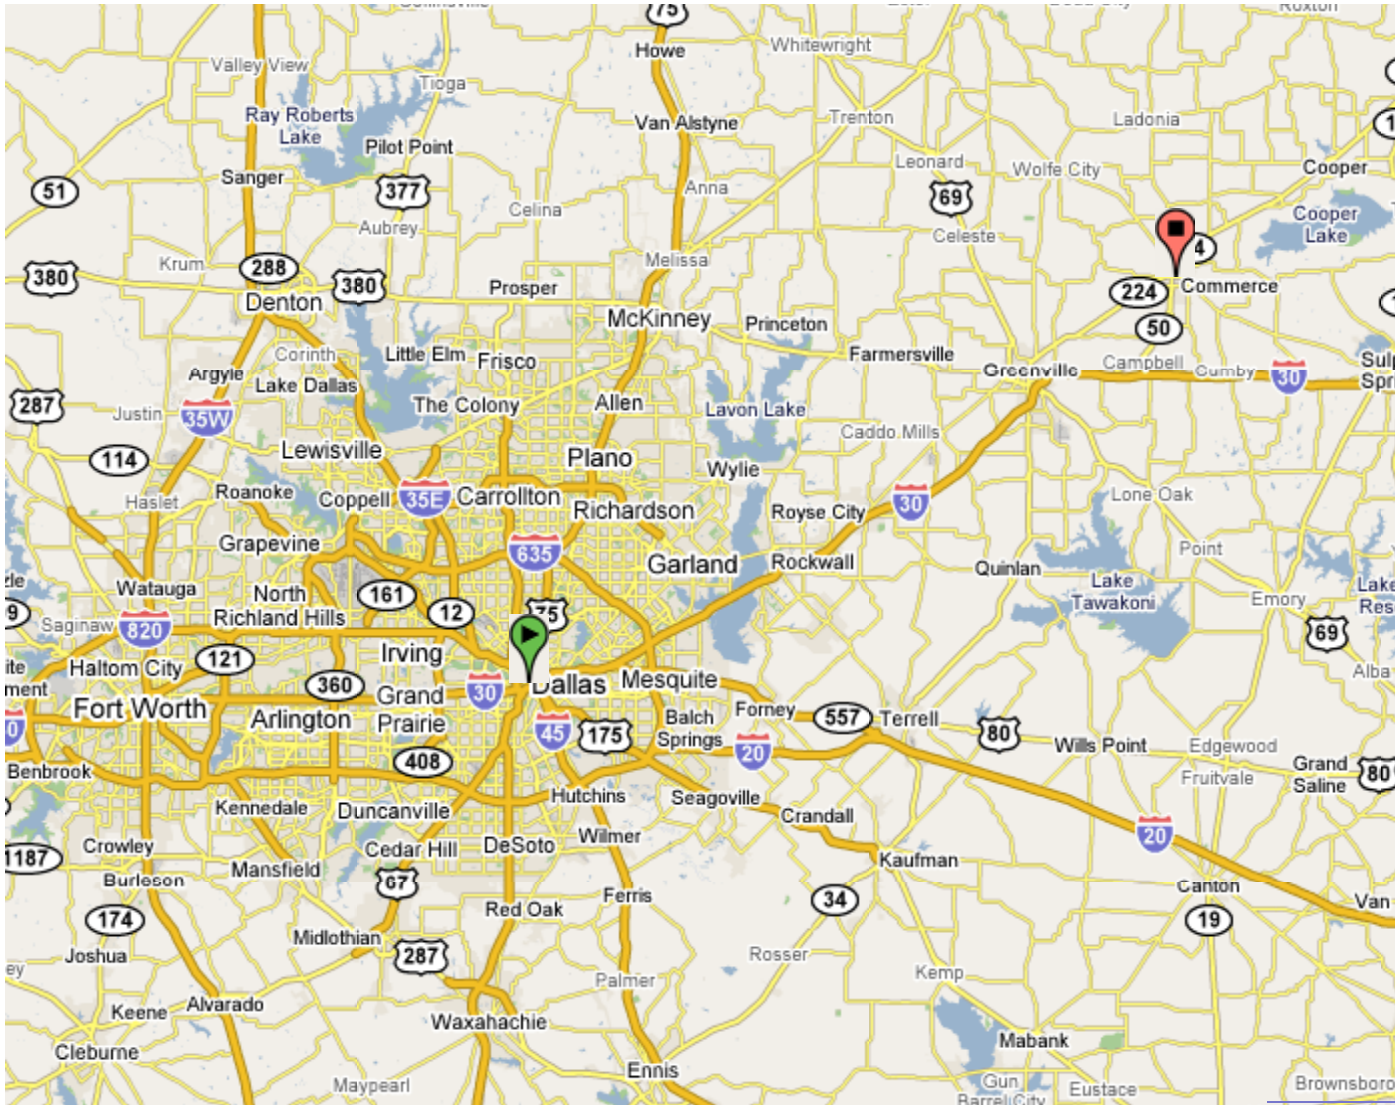 75
Howe
Whitewright
Roxton
Valley View
Tioga
Ray Roberts
Lake
Van Alstyne
Trenton
Ladonia
Pilot Point
Leonard
Wolfe City
Cooper
Sanger
51
377
Anna
69
Celina
Cooper
Lake
Aubrey
Celeste
4
Krum
288
Melissa
380
380
Prosper
224
Commerce
Denton
McKinney
Princeton
50
Corinth
Little Elm
Frisco
Farmersville
Greenville
Campbell
Cumby
30
Argyle
Lake Dallas
287
Justin
35W
The Colony
Allen
Lavon Lake
Caddo Mills
Lewisville
114
Plano
Wylie
Haslet
Roanoke
Coppell
35E
Carrollton
Richardson
Royse City
30
Lone Oak
Grapevine
635
Garland
Rockwall
Quinlan
Point
Lake
Tawakoni
Watauga
North
Richland Hills
161
12
75
Emory
Lake
Saginaw
820
69
Haltom City
121
Irving
Fort Worth
360
Grand
Prairie
30
Dallas
Mesquite
Arlington
45
175
Balch
Springs
Forney
557
Terrell
80
Wills Point
Edgewood
Fruitvale
Grand
Saline
80
20
Benbrook
408
Kennedale
Duncanville
Hutchins
Seagoville
Crandall
20
Crowley
1187
Mansfield
Cedar Hill
DeSoto
Wilmer
Kaufman
Burleson
67
Canton
Van
174
Red Oak
Ferris
34
19
Joshua
Midlothian
287
Rosser
Palmer
Kemp
Keene
Alvarado
Waxahachie
Mabank
Cleburne
Ennis
Maypearl
Gun
Barrel City
Eustace
Brownsboro